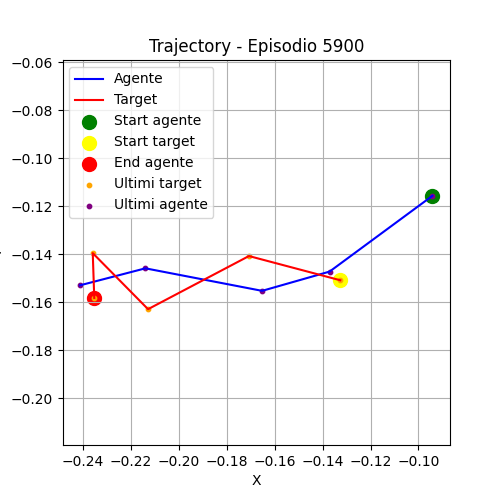 Trajectory - Episodio 5900
−0.06
−0.08
−0.10
−0.12
−0.14
−0.16
−0.18
−0.20
Agente
Target
Start agente
Start target
End agente
Ultimi target
Ultimi agente
−0.24 −0.22 −0.20 −0.18 −0.16 −0.14 −0.12 −0.10
X